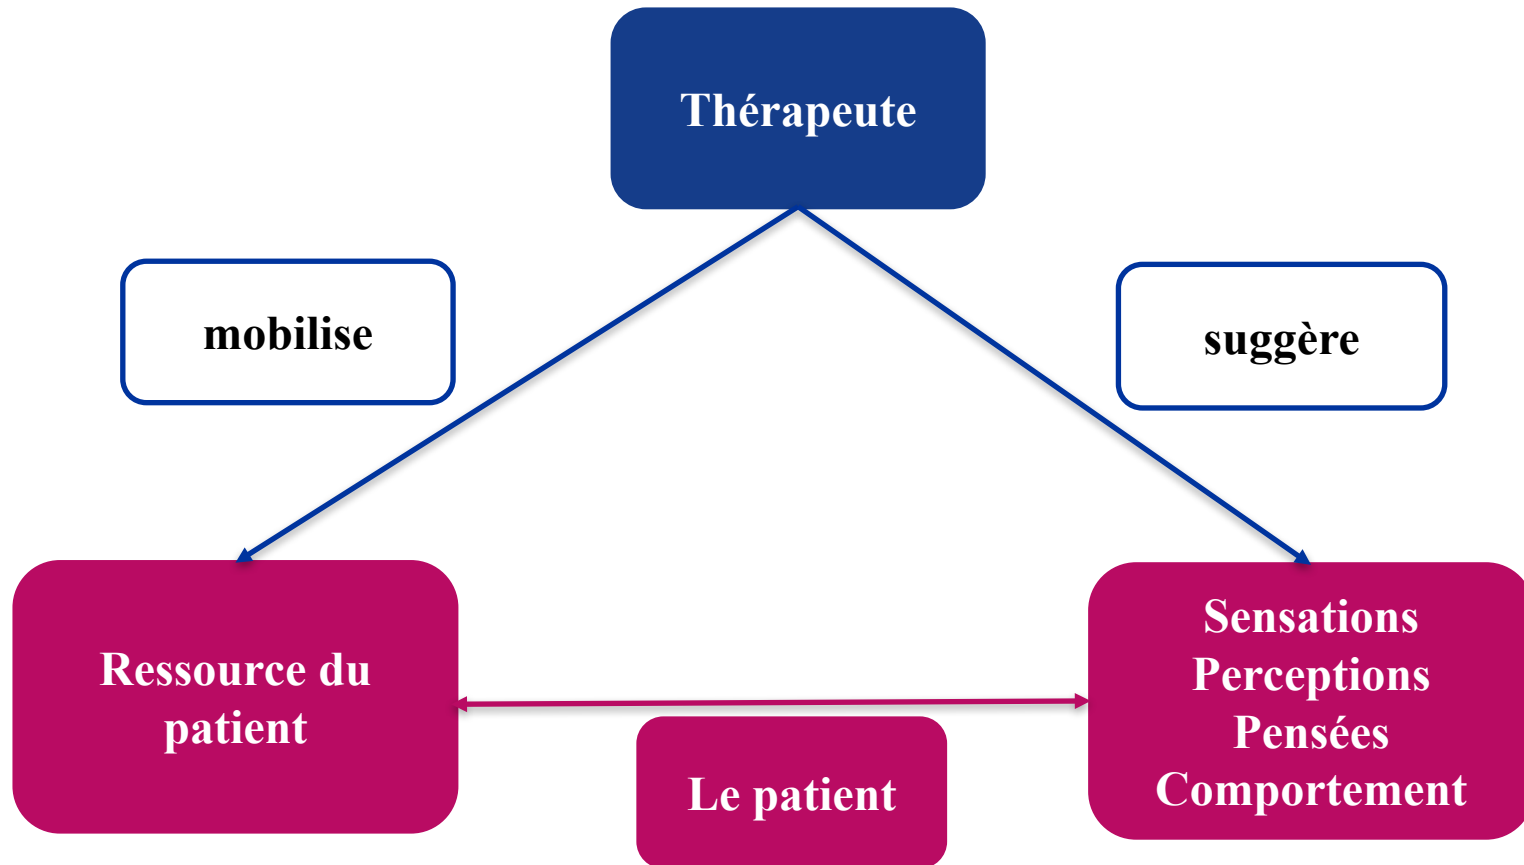 Thérapeute
mobilise
suggère
Ressource du
patient
Sensations
Perceptions
Pensées
Comportement
Le patient